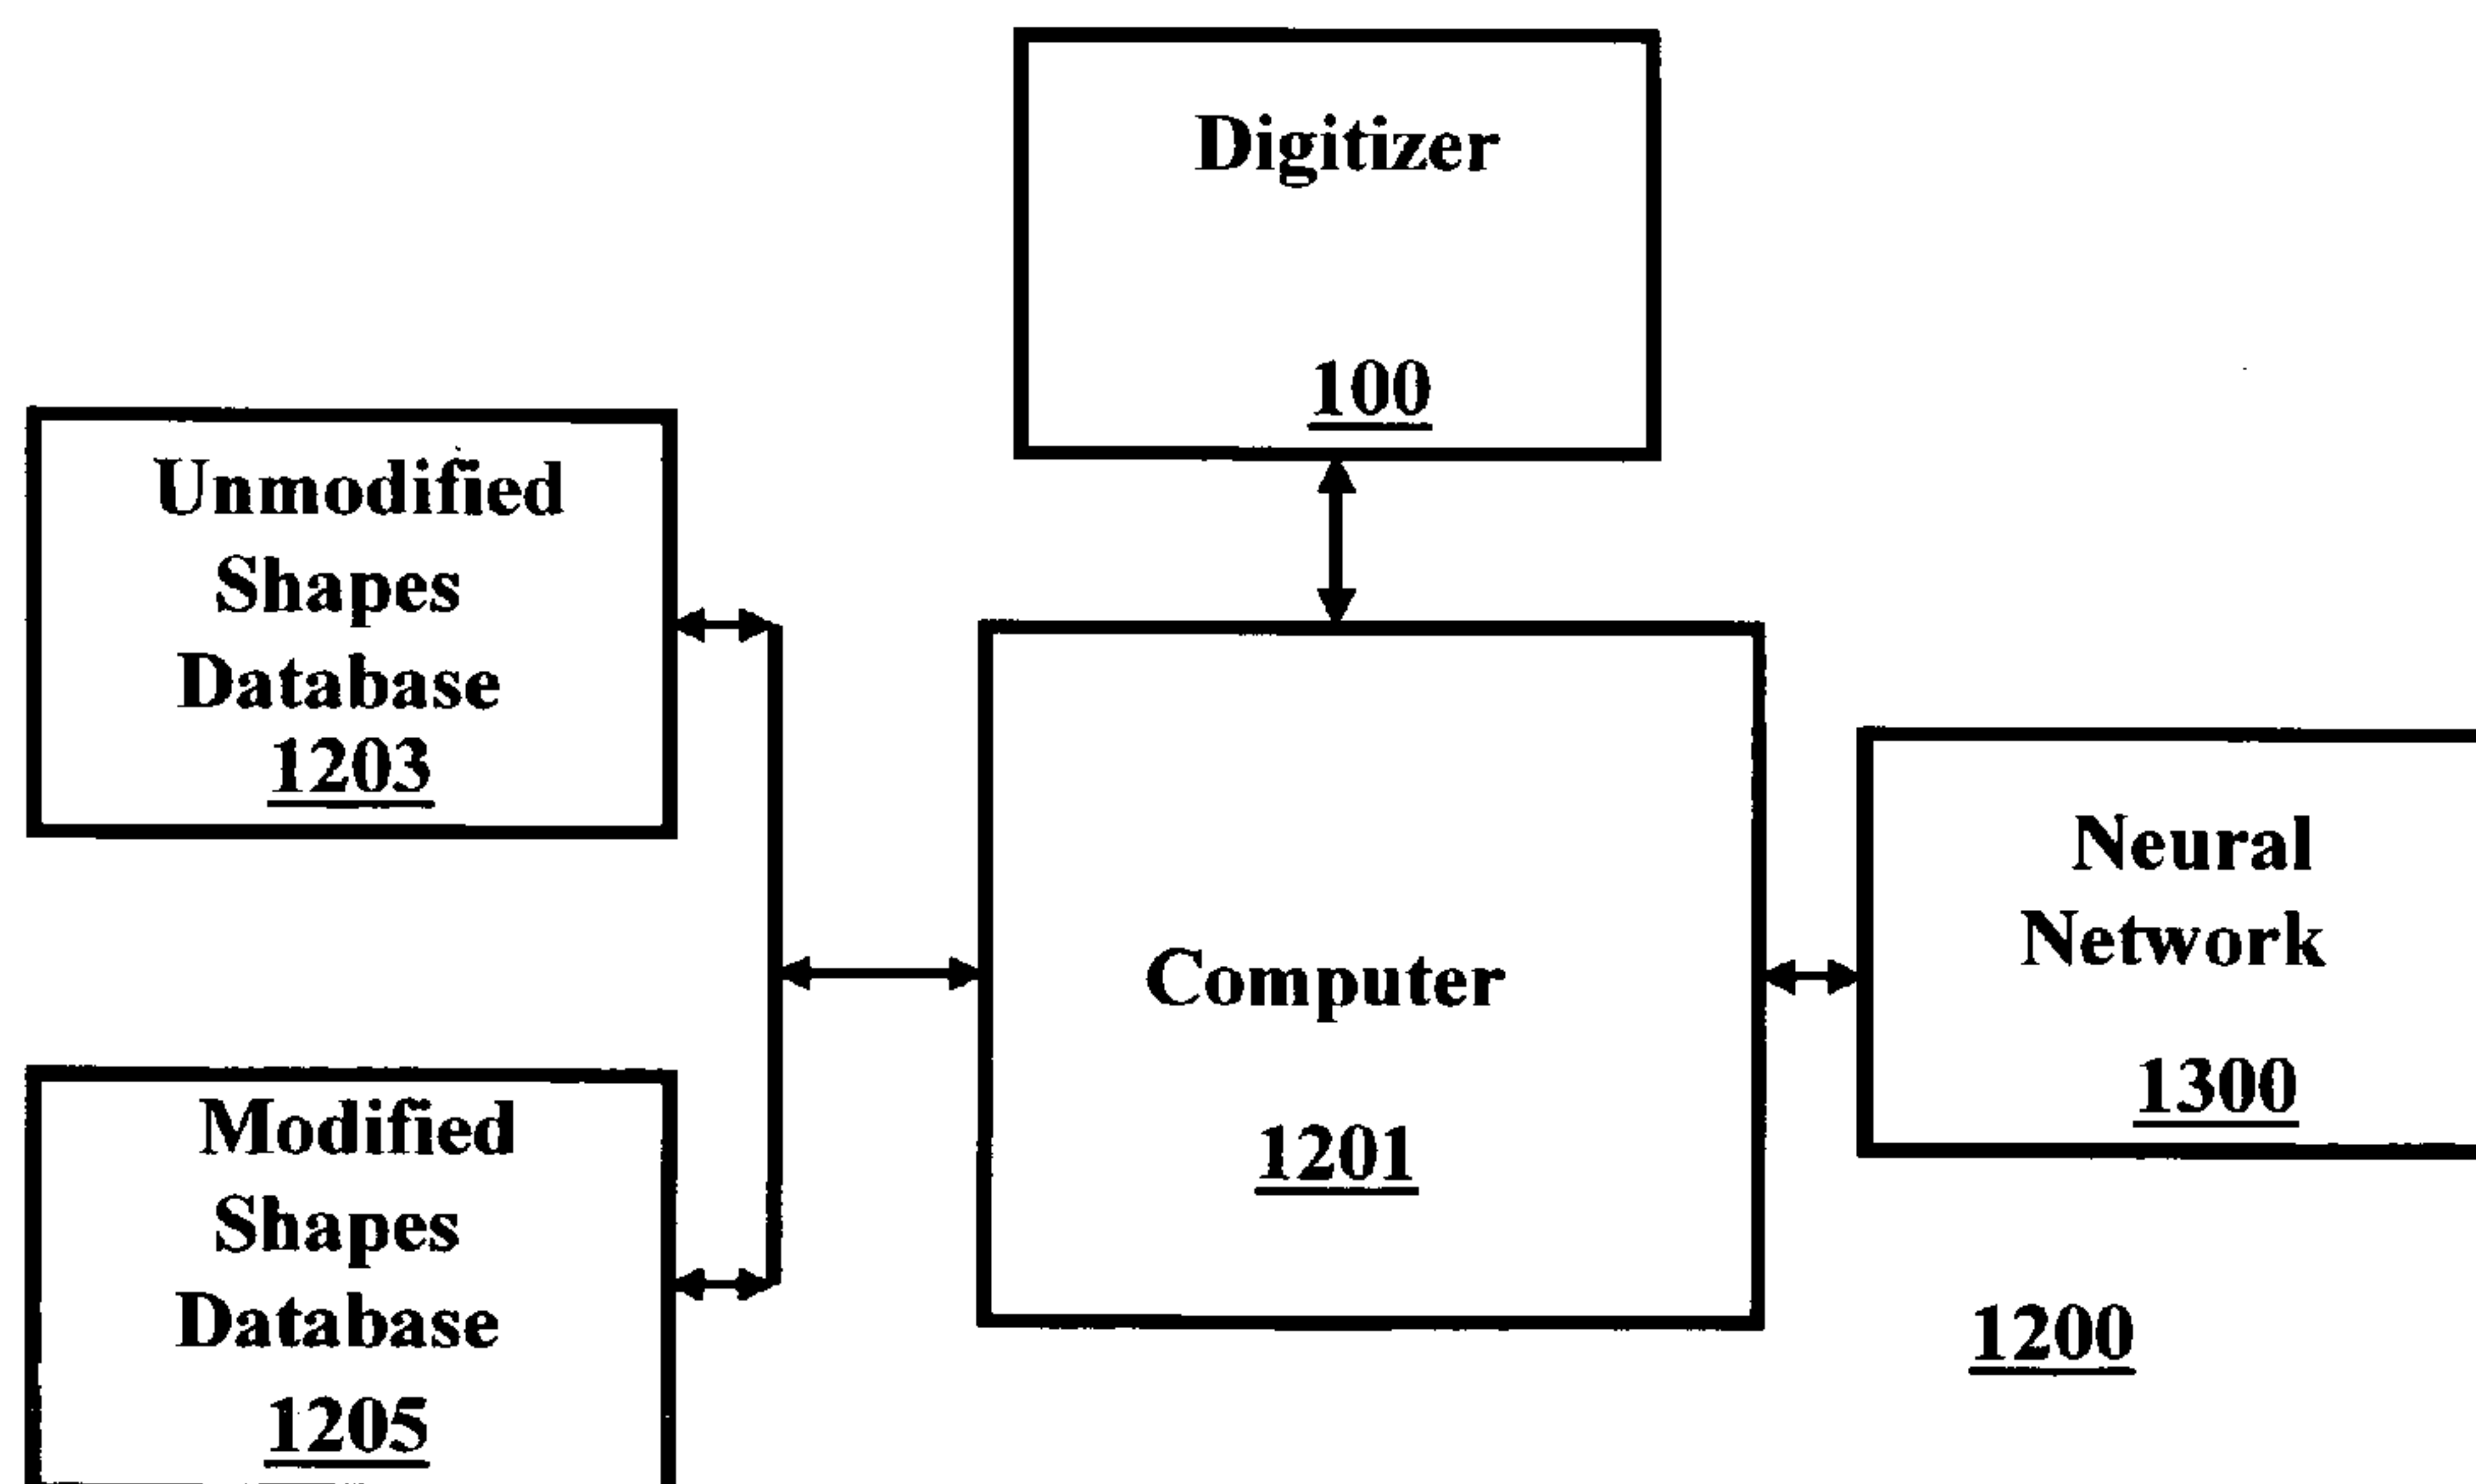 Digitizer
100
Unmodified
Shapes
Database
1203
Computer
1201
Neural
Network
1300
Modified
Shapes
Database
1205
1200